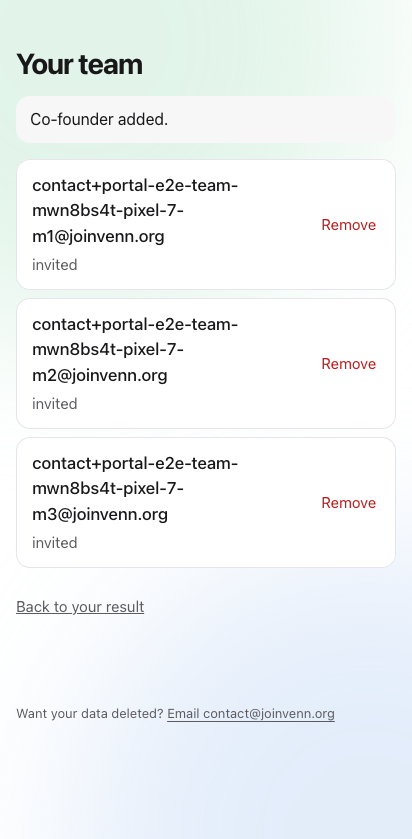 Your team
Co-founder added.
contact+portal-e2e-team-
mwn8bs4t-pixel-7-
m1@joinvenn.org
Remove
invited
contact+portal-e2e-team-
mwn8bs4t-pixel-7-
m2@joinvenn.org
Remove
invited
contact+portal-e2e-team-
mwn8bs4t-pixel-7-
m3@joinvenn.org
Remove
invited
Back to your result
Want your data deleted? Email contact@joinvenn.org